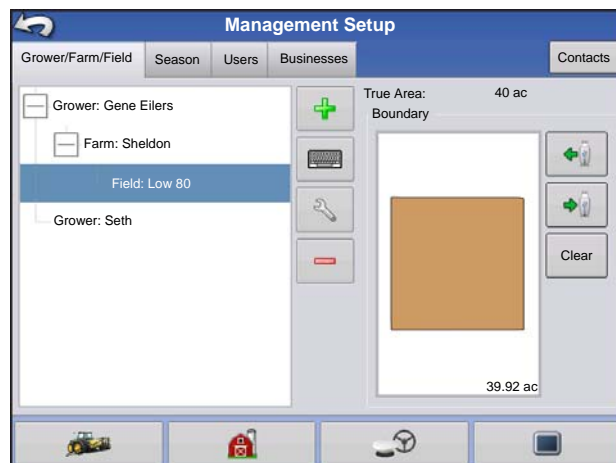 Management Setup
Grower/Farm/Field
Season
Users
Businesses
Contacts
Grower: Gene Eilers
Farm: Sheldon
Field: Low 80
Grower: Seth
True Area: 40 ac
Boundary
Clear
39.92 ac